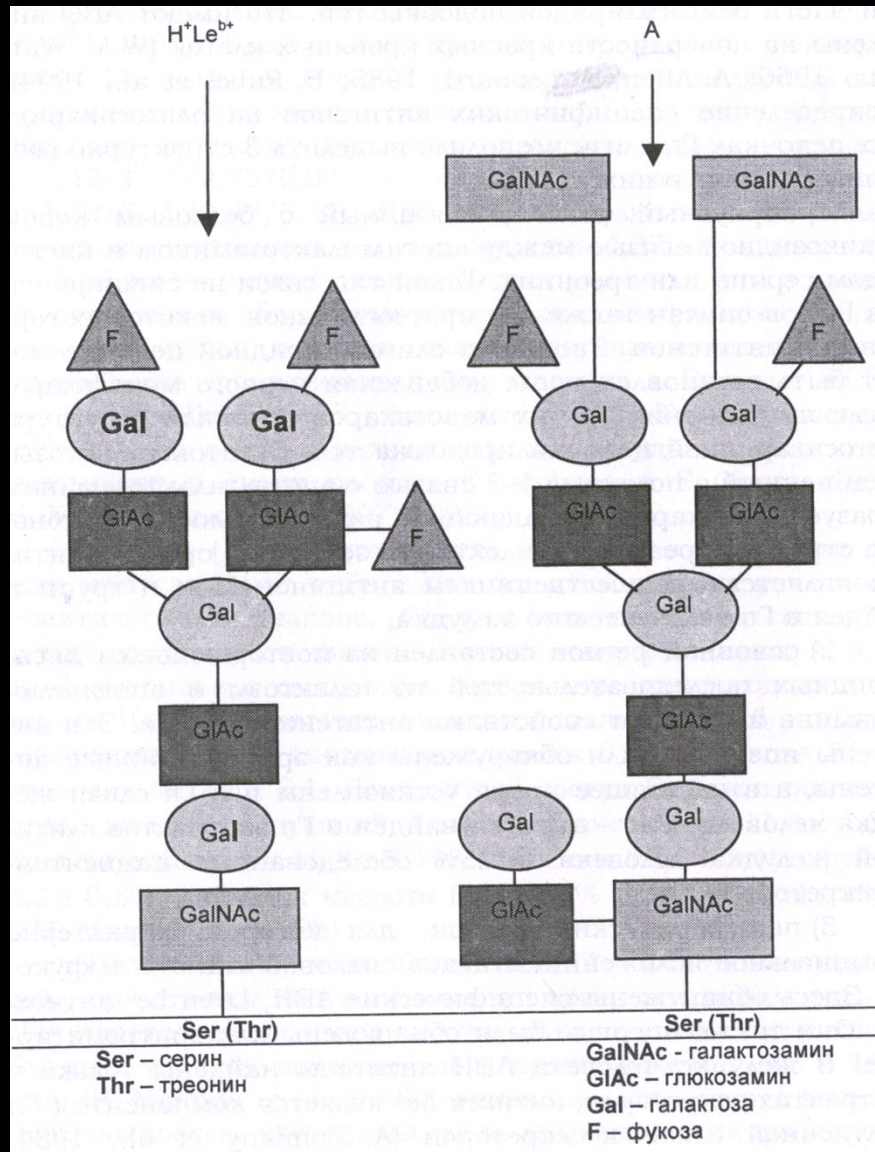 H⁺Leᵇ⁺
A
GalNAc GalNAc
F F F F
Gal Gal Gal Gal
GlAc GlAc F GlAc GlAc
Gal Gal
GlAc GlAc
Gal Gal Gal
GalNAc GlAc GalNAc
Ser (Thr) Ser (Thr)
Ser – серин
Thr – треонин
GalNAc – галактозамин
GlAc – глюкозамин
Gal – галактоза
F – фукоза